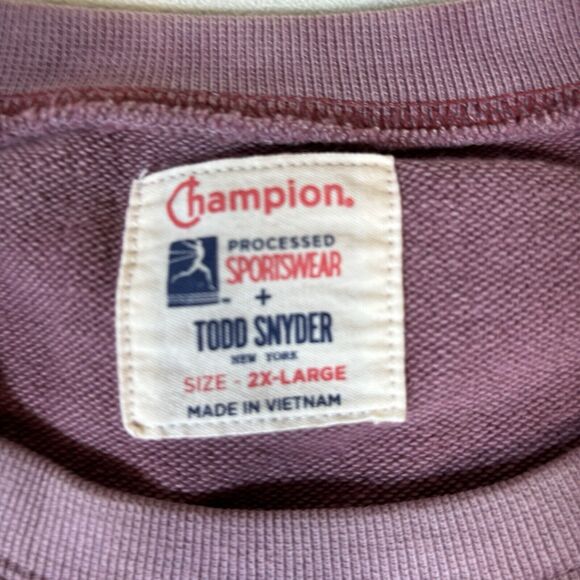 Champion.
PROCESSED
SPORTSWEAR
+
TODD SNYDER
NEW YORK
SIZE - 2X-LARGE
MADE IN VIETNAM